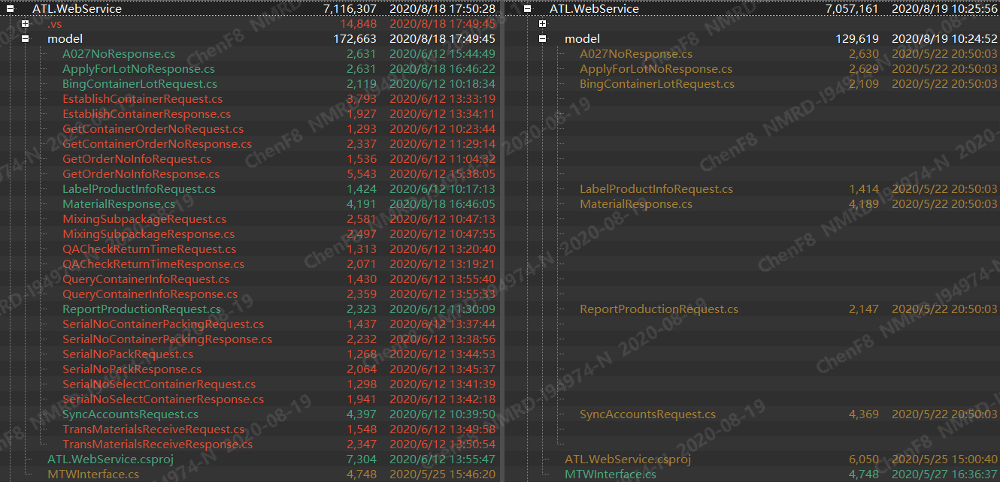 ATL.WebService 7,116,307 2020/8/18 17:50:28 ATL.WebService 7,057,161 2020/8/19 10:25:56
.vs 14,848 2020/8/18 17:49:45
model 172,663 2020/8/18 17:49:45 model 129,619 2020/8/19 10:24:52
A027NoResponse.cs 2,631 2020/6/12 15:44:49 A027NoResponse.cs 2,630 2020/5/22 20:50:03
ApplyForLotNoResponse.cs 2,631 2020/8/18 16:46:22 ApplyForLotNoResponse.cs 2,629 2020/5/22 20:50:03
BingContainerLotRequest.cs 2,119 2020/6/12 10:18:34 BingContainerLotRequest.cs 2,109 2020/5/22 20:50:03
EstablishContainerRequest.cs 3,793 2020/6/12 13:33:19
EstablishContainerResponse.cs 1,927 2020/6/12 13:34:11
GetContainerOrderNoRequest.cs 1,293 2020/6/12 10:23:44
GetContainerOrderNoResponse.cs 2,337 2020/6/12 11:29:14
GetOrderNoInfoRequest.cs 1,536 2020/6/12 11:04:32
GetOrderNoInfoResponse.cs 5,543 2020/6/12 15:38:05
LabelProductInfoRequest.cs 1,424 2020/6/12 10:17:13 LabelProductInfoRequest.cs 1,414 2020/5/22 20:50:03
MaterialResponse.cs 4,191 2020/8/18 16:46:05 MaterialResponse.cs 4,189 2020/5/22 20:50:03
MixingSubpackageRequest.cs 2,581 2020/6/12 10:47:13
MixingSubpackageResponse.cs 2,497 2020/6/12 10:47:55
QACheckReturnTimeRequest.cs 1,313 2020/6/12 13:20:40
QACheckReturnTimeResponse.cs 2,071 2020/6/12 13:19:21
QueryContainerInfoRequest.cs 1,430 2020/6/12 13:55:40
QueryContainerInfoResponse.cs 2,359 2020/6/12 13:55:33
ReportProductionRequest.cs 2,323 2020/6/12 11:30:09 ReportProductionRequest.cs 2,147 2020/5/22 20:50:03
SerialNoContainerPackingRequest.cs 1,437 2020/6/12 13:37:44
SerialNoContainerPackingResponse.cs 2,232 2020/6/12 13:38:56
SerialNoPackRequest.cs 1,268 2020/6/12 13:44:53
SerialNoPackResponse.cs 2,064 2020/6/12 13:45:37
SerialNoSelectContainerRequest.cs 1,298 2020/6/12 13:41:39
SerialNoSelectContainerResponse.cs 1,941 2020/6/12 13:42:18
SyncAccountsRequest.cs 4,397 2020/6/12 10:39:50 SyncAccountsRequest.cs 4,369 2020/5/22 20:50:03
TransMaterialsReceiveRequest.cs 1,548 2020/6/12 13:49:58
TransMaterialsReceiveResponse.cs 2,347 2020/6/12 13:50:54
ATL.WebService.csproj 7,304 2020/6/12 13:55:47 ATL.WebService.csproj 6,050 2020/5/25 15:00:40
MTWInterface.cs 4,748 2020/5/25 15:46:20 MTWInterface.cs 4,748 2020/5/27 16:36:37
ChenF8 NMRD-I94974-N 2020-08-19